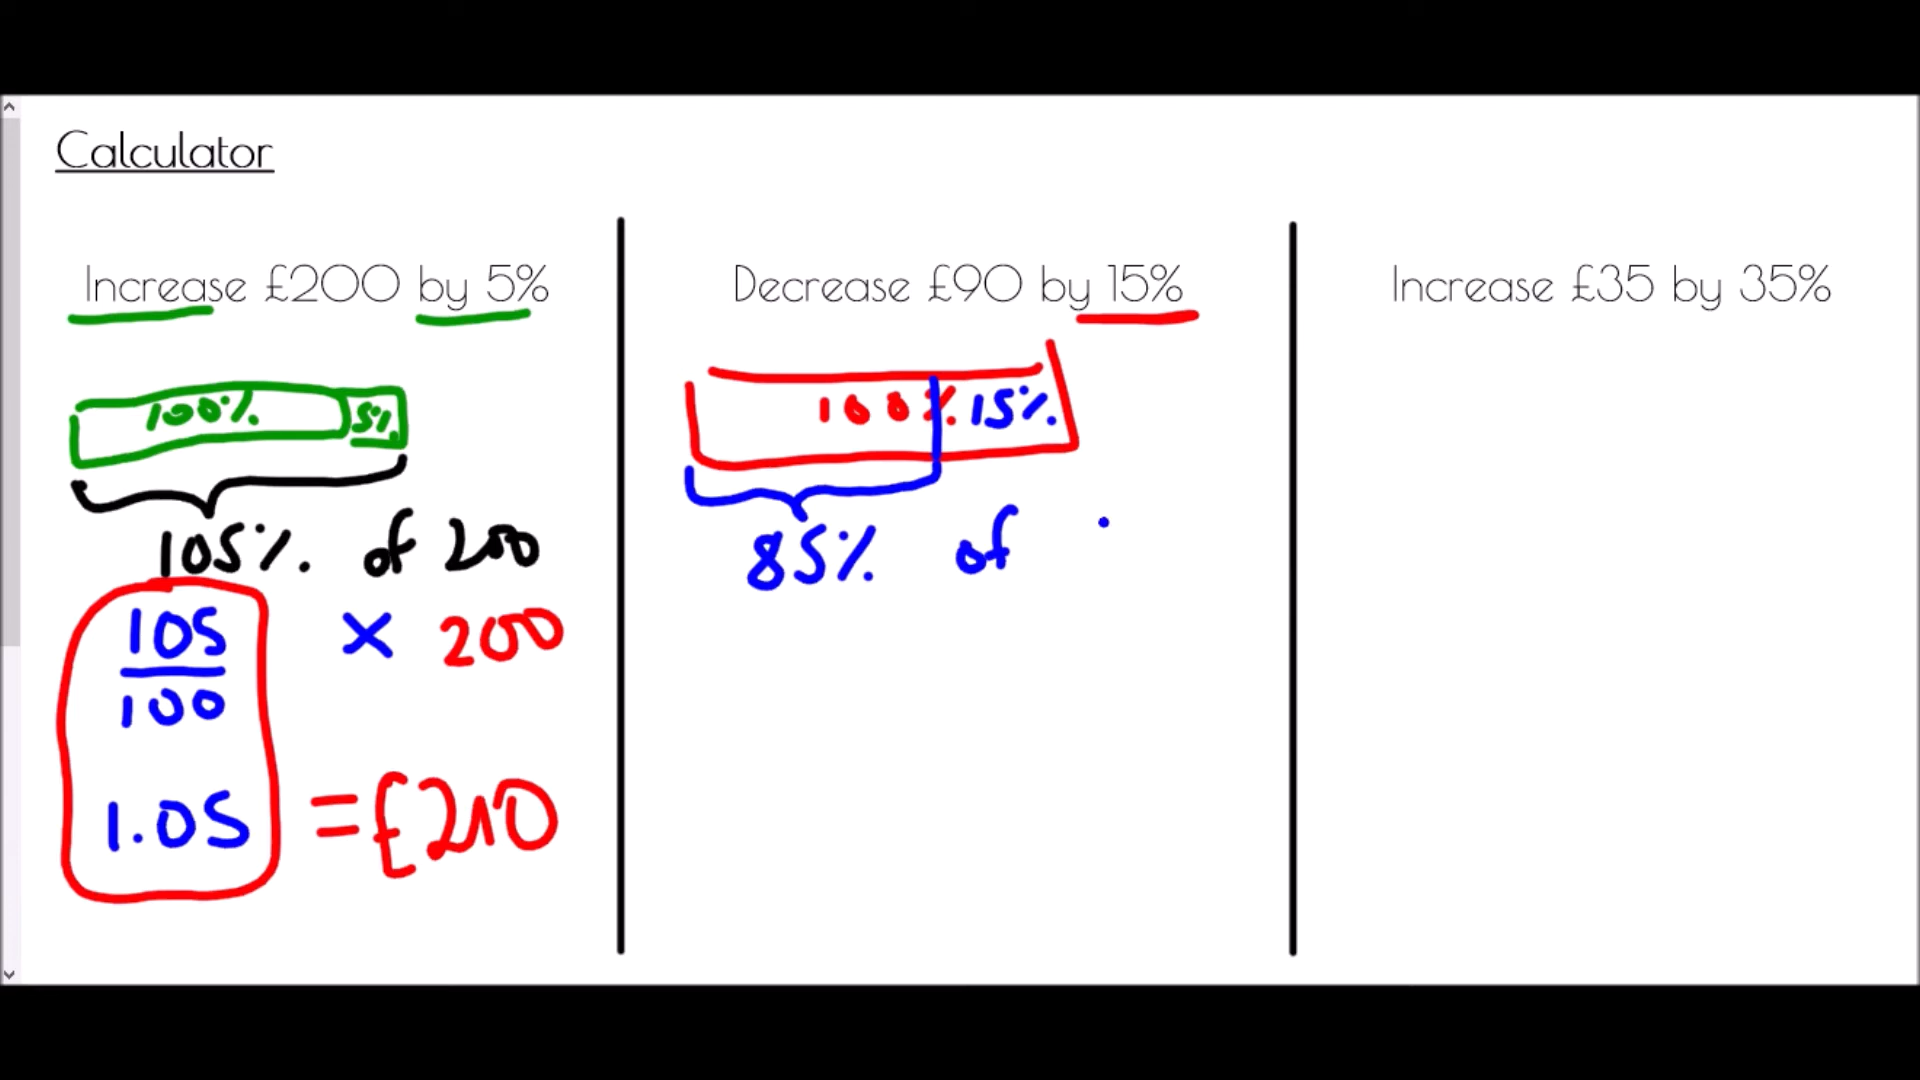 Calculator
Increase £200 by 5%
100% 5%
105% of 200
105
100
× 200
1.05 = £210
Decrease £90 by 15%
100% 15%
85% of
Increase £35 by 35%